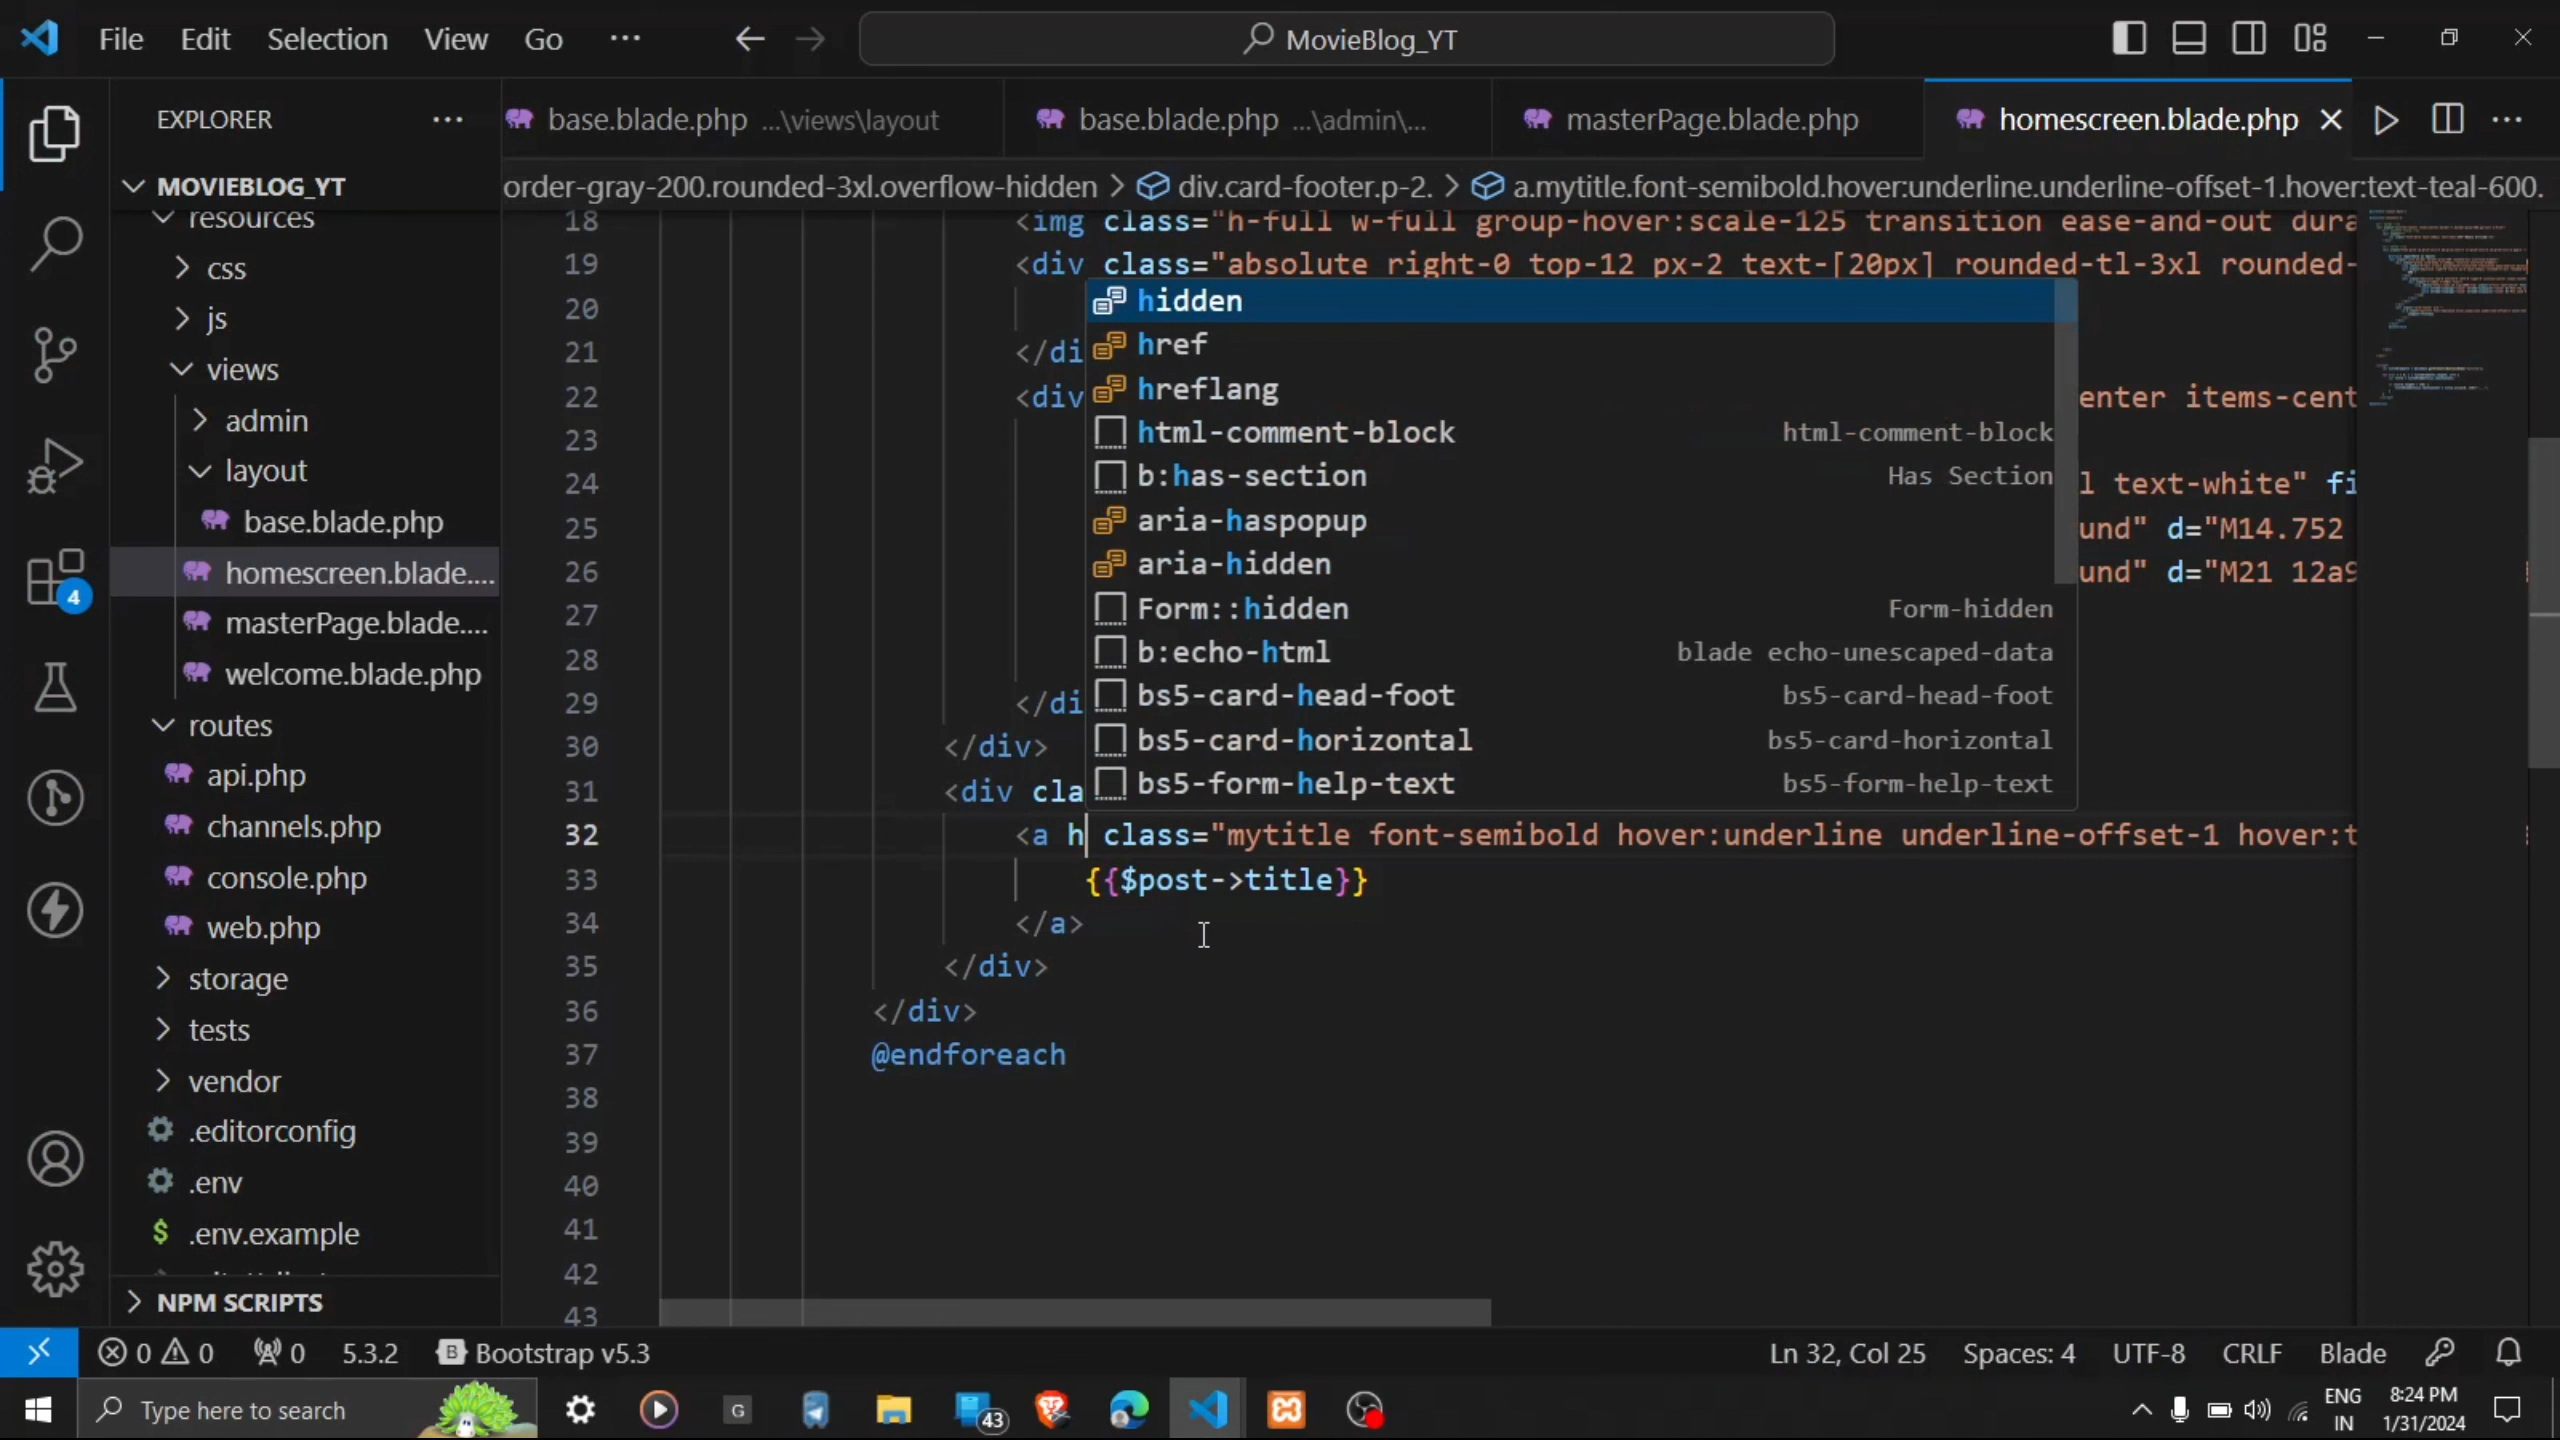 File Edit Selection View Go ··· MovieBlog_YT
EXPLORER ···
base.blade.php ...\views\layout base.blade.php ...\admin\... masterPage.blade.php homescreen.blade.php
order-gray-200.rounded-3xl.overflow-hidden > div.card-footer.p-2. > a.mytitle.font-semibold.hover:underline.underline-offset-1.hover:text-teal-600.
MOVIEBLOG_YT
resources
css
js
views
admin
layout
base.blade.php
homescreen.blade....
masterPage.blade....
welcome.blade.php
routes
api.php
channels.php
console.php
web.php
storage
tests
vendor
.editorconfig
.env
.env.example
NPM SCRIPTS
18 <img class="h-full w-full group-hover:scale-125 transition ease-and-out dura
19 <div class="absolute right-0 top-12 px-2 text-[20px] rounded-tl-3xl rounded-
20
21 </di
22 <div enter items-cent
23
24 l text-white" fi
25 und" d="M14.752
26 und" d="M21 12a9
27
28
29 </di
30 </div>
31 <div cla
32 <a h class="mytitle font-semibold hover:underline underline-offset-1 hover:t
33 {{$post->title}}
34 </a>
35 </div>
36 </div>
37 @endforeach
38
39
40
41
42
43
hidden
href
hreflang
html-comment-block html-comment-block
b:has-section Has Section
aria-haspopup
aria-hidden
Form::hidden Form-hidden
b:echo-html blade echo-unescaped-data
bs5-card-head-foot bs5-card-head-foot
bs5-card-horizontal bs5-card-horizontal
bs5-form-help-text bs5-form-help-text
4
0 0 0 5.3.2 Bootstrap v5.3 Ln 32, Col 25 Spaces: 4 UTF-8 CRLF Blade
Type here to search 43 ENG 8:24 PM
IN 1/31/2024